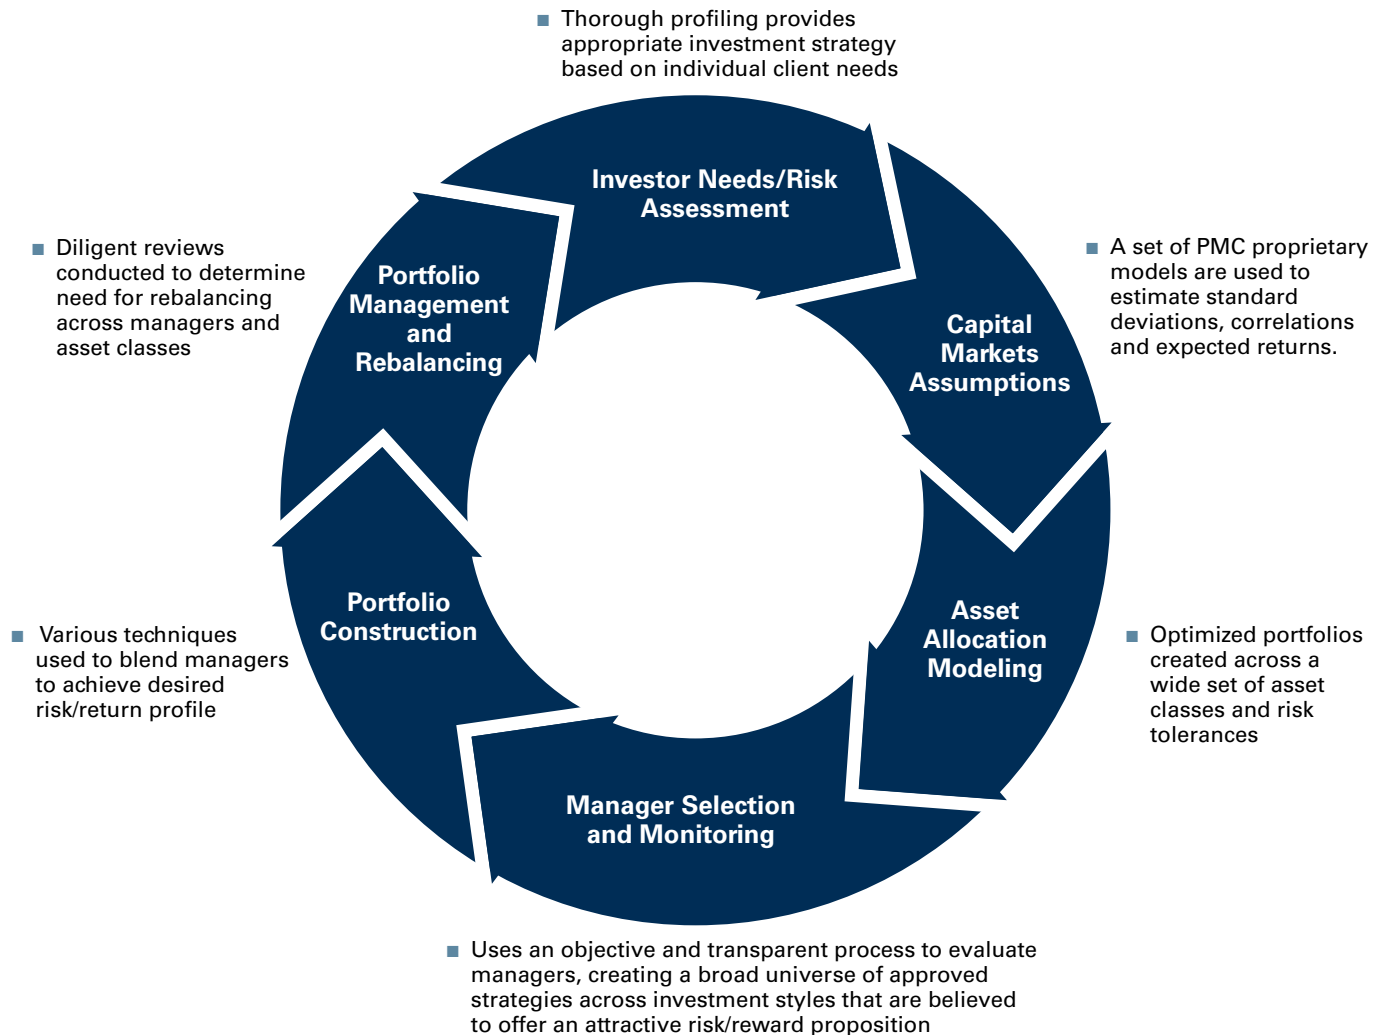 ■ Thorough profiling provides
appropriate investment strategy
based on individual client needs
Investor Needs/Risk
Assessment
■ A set of PMC proprietary
models are used to
estimate standard
deviations, correlations
and expected returns.
Capital
Markets
Assumptions
Asset
Allocation
Modeling
■ Optimized portfolios
created across a
wide set of asset
classes and risk
tolerances
Manager Selection
and Monitoring
■ Uses an objective and transparent process to evaluate
managers, creating a broad universe of approved
strategies across investment styles that are believed
to offer an attractive risk/reward proposition
Portfolio
Construction
■ Various techniques
used to blend managers
to achieve desired
risk/return profile
Portfolio
Management
and
Rebalancing
■ Diligent reviews
conducted to determine
need for rebalancing
across managers and
asset classes